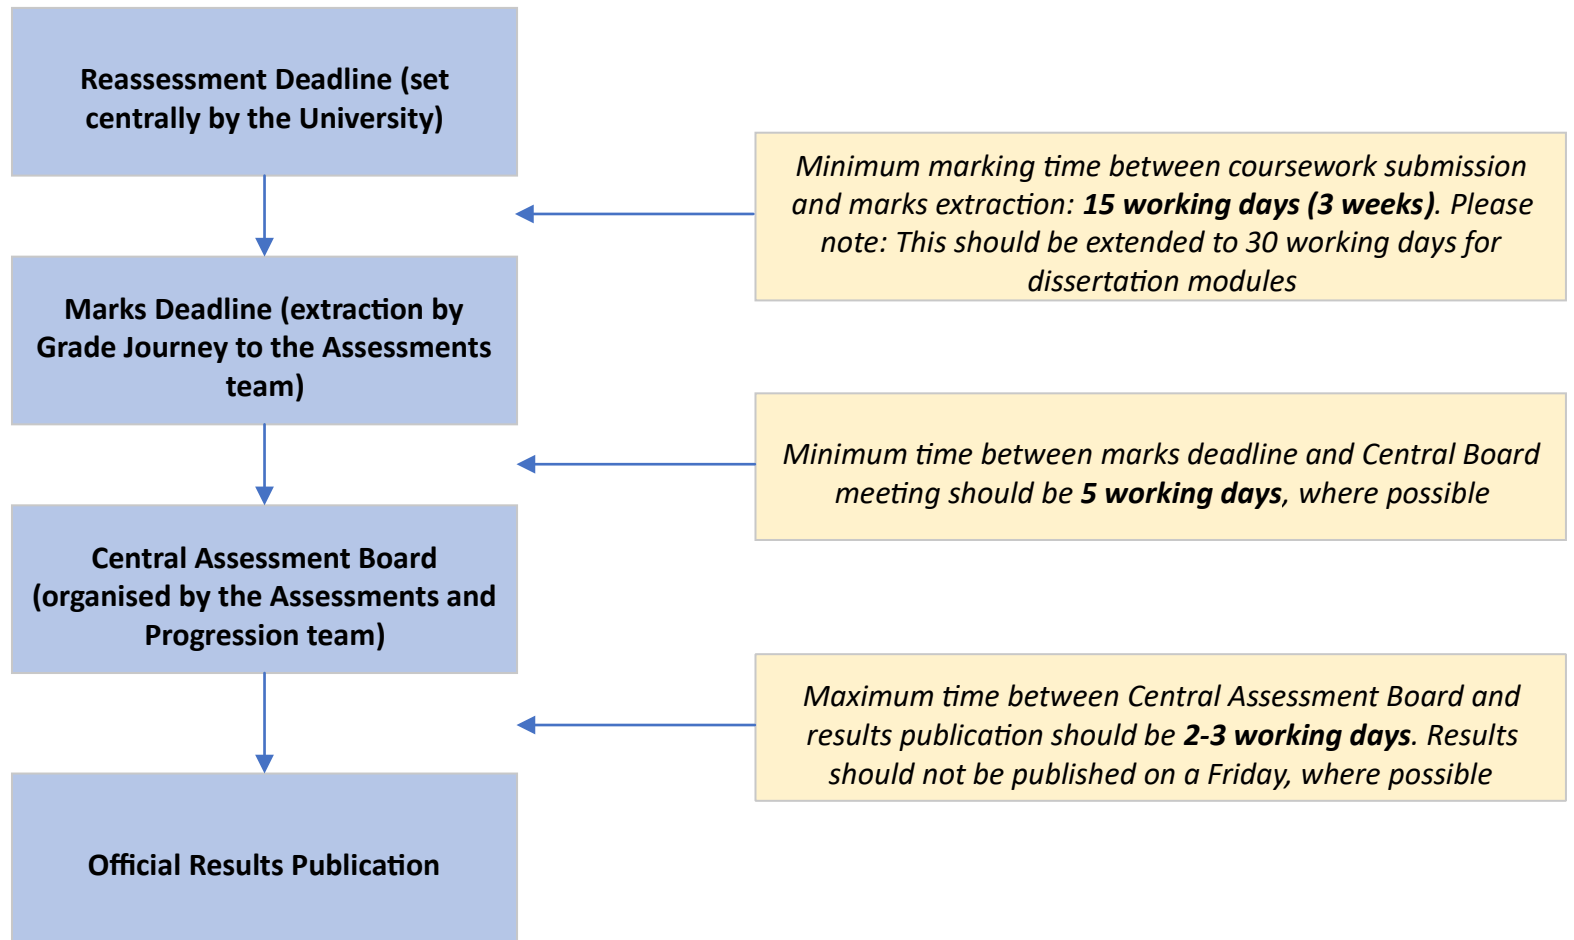 Reassessment Deadline (set
centrally by the University)
Minimum marking time between coursework submission
and marks extraction: 15 working days (3 weeks). Please
note: This should be extended to 30 working days for
dissertation modules
Marks Deadline (extraction by
Grade Journey to the Assessments
team)
Minimum time between marks deadline and Central Board
meeting should be 5 working days, where possible
Central Assessment Board
(organised by the Assessments and
Progression team)
Maximum time between Central Assessment Board and
results publication should be 2-3 working days. Results
should not be published on a Friday, where possible
Official Results Publication